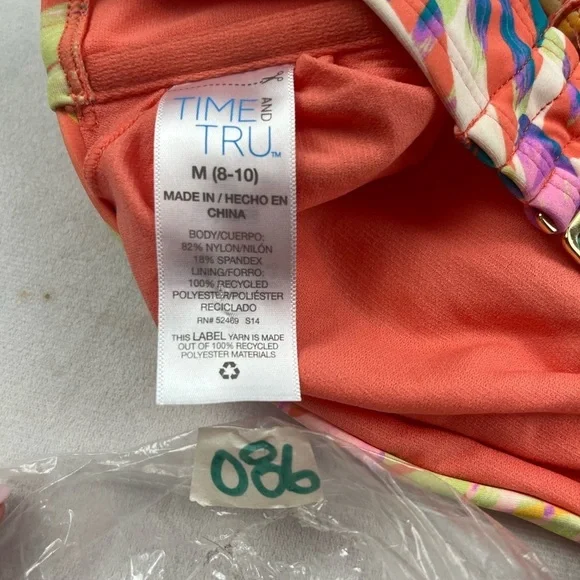 TIME AND
TRU™
M (8-10)
MADE IN / HECHO EN
CHINA
BODY/CUERPO:
82% NYLON/NILÓN
18% SPANDEX
LINING/FORRO:
100% RECYCLED
POLYESTER/POLIÉSTER
RECICLADO
RN# 52469 S14
THIS LABEL YARN IS MADE
OUT OF 100% RECYCLED
POLYESTER MATERIALS
086